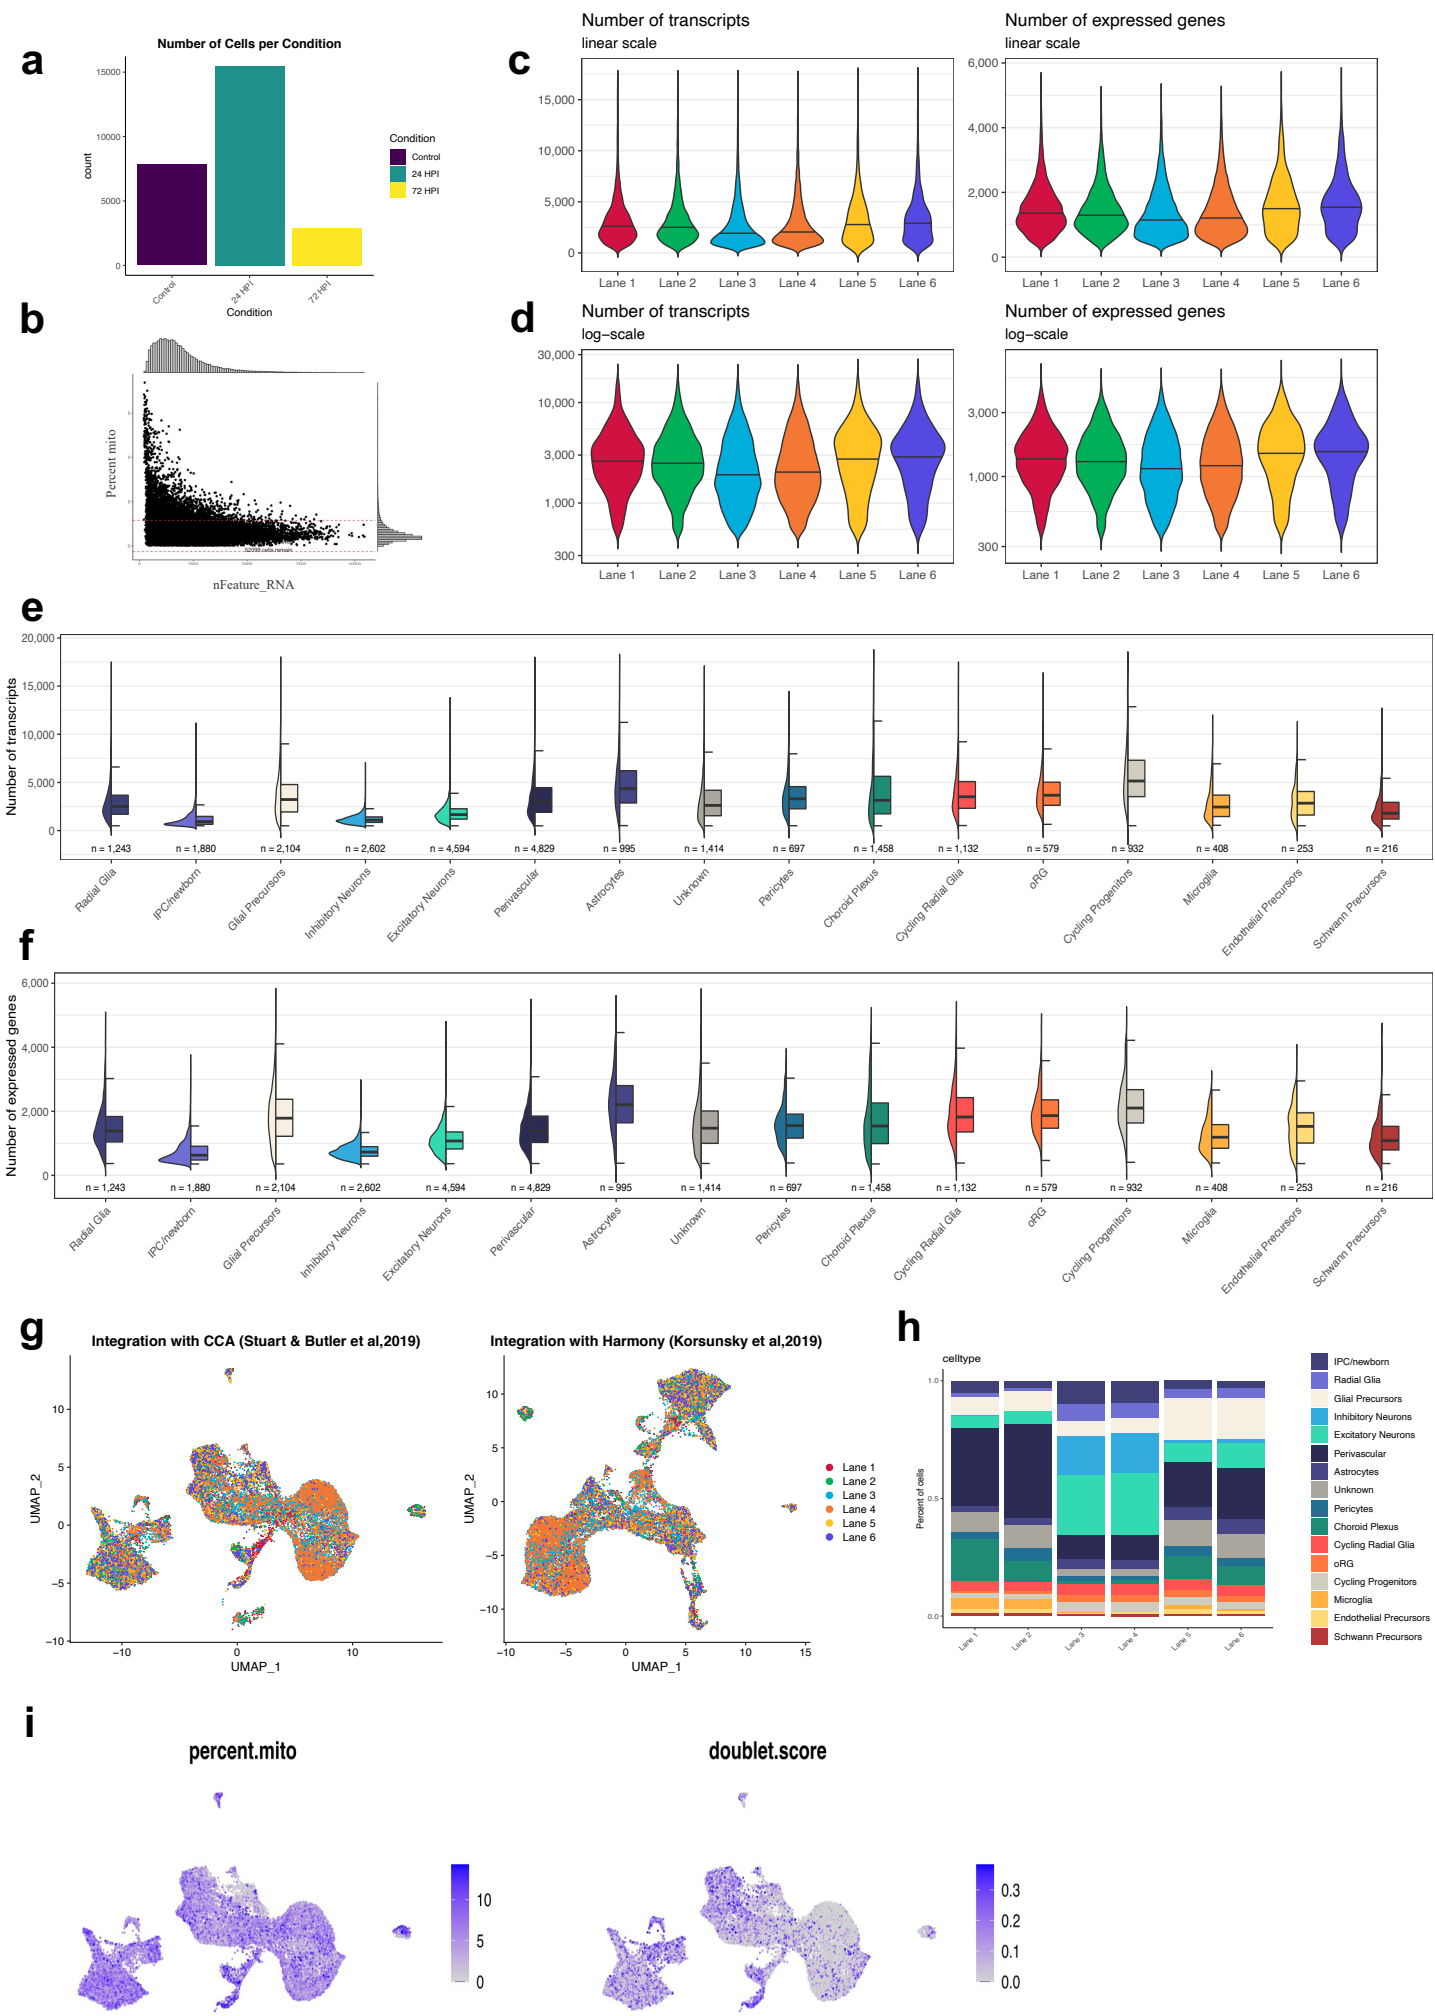 a
Number of Cells per Condition
15000
10000
5000
0
count
Control
24 HPI
72 HPI
Condition
Condition
Control
24 HPI
72 HPI
b
Percent mito
52099 cells remain
nFeature_RNA
c
Number of transcripts
linear scale
15,000
10,000
5,000
0
Lane 1 Lane 2 Lane 3 Lane 4 Lane 5 Lane 6
Number of expressed genes
linear scale
6,000
4,000
2,000
0
Lane 1 Lane 2 Lane 3 Lane 4 Lane 5 Lane 6
d
Number of transcripts
log−scale
30,000
10,000
3,000
1,000
300
Lane 1 Lane 2 Lane 3 Lane 4 Lane 5 Lane 6
Number of expressed genes
log−scale
3,000
1,000
300
Lane 1 Lane 2 Lane 3 Lane 4 Lane 5 Lane 6
e
Number of transcripts
20,000
15,000
10,000
5,000
0
n = 1,243 n = 1,880 n = 2,104 n = 2,602 n = 4,594 n = 4,829 n = 995 n = 1,414 n = 697 n = 1,458 n = 1,132 n = 579 n = 932 n = 408 n = 253 n = 216
Radial Glia IPC/newborn Glial Precursors Inhibitory Neurons Excitatory Neurons Perivascular Astrocytes Unknown Pericytes Choroid Plexus Cycling Radial Glia oRG Cycling Progenitors Microglia Endothelial Precursors Schwann Precursors
f
Number of expressed genes
6,000
4,000
2,000
0
n = 1,243 n = 1,880 n = 2,104 n = 2,602 n = 4,594 n = 4,829 n = 995 n = 1,414 n = 697 n = 1,458 n = 1,132 n = 579 n = 932 n = 408 n = 253 n = 216
Radial Glia IPC/newborn Glial Precursors Inhibitory Neurons Excitatory Neurons Perivascular Astrocytes Unknown Pericytes Choroid Plexus Cycling Radial Glia oRG Cycling Progenitors Microglia Endothelial Precursors Schwann Precursors
g
Integration with CCA (Stuart & Butler et al,2019)
10
5
0
−5
−10
UMAP_2
−10 0 10
UMAP_1
Integration with Harmony (Korsunsky et al,2019)
10
5
0
−5
−10
−10 −5 0 5 10 15
UMAP_1
Lane 1
Lane 2
Lane 3
Lane 4
Lane 5
Lane 6
h
celltype
1.0
0.5
0.0
Percent of cells
Lane 1 Lane 2 Lane 3 Lane 4 Lane 5 Lane 6
IPC/newborn
Radial Glia
Glial Precursors
Inhibitory Neurons
Excitatory Neurons
Perivascular
Astrocytes
Unknown
Pericytes
Choroid Plexus
Cycling Radial Glia
oRG
Cycling Progenitors
Microglia
Endothelial Precursors
Schwann Precursors
i
percent.mito
10
5
0
doublet.score
0.3
0.2
0.1
0.0